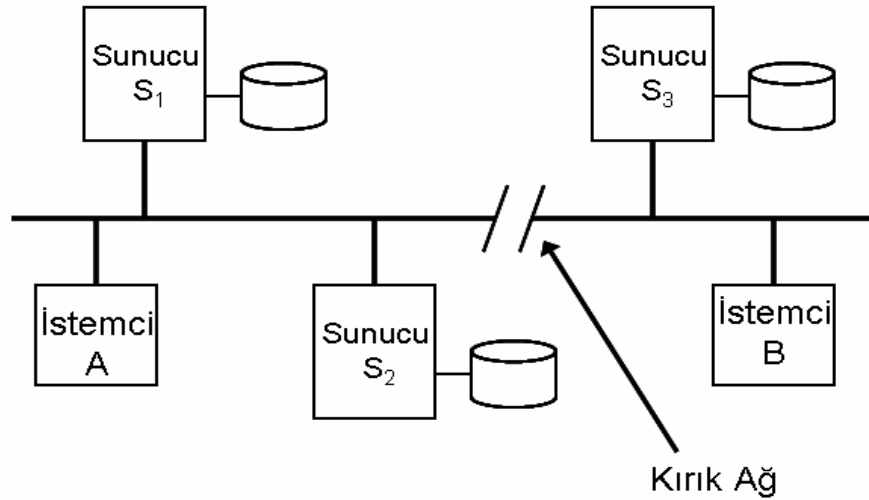 Sunucu
S₁
Sunucu
S₃
İstemci
A
Sunucu
S₂
İstemci
B
Kırık Ağ